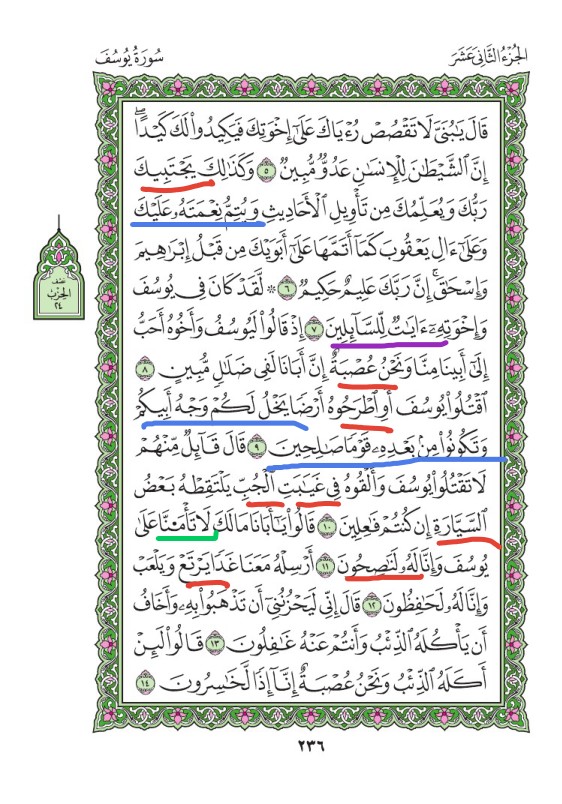 الجُزْءُ الثَّانِي عَشَرَ
سُورَةُ يُوسُفَ
قَالَ يَٰبُنَىَّ لَا تَقْصُصْ رُءْيَاكَ عَلَىٰٓ إِخْوَتِكَ فَيَكِيدُوا۟ لَكَ كَيْدًا ۖ
إِنَّ ٱلشَّيْطَٰنَ لِلْإِنسَٰنِ عَدُوٌّ مُّبِينٌ ٥ وَكَذَٰلِكَ يَجْتَبِيكَ
رَبُّكَ وَيُعَلِّمُكَ مِن تَأْوِيلِ ٱلْأَحَادِيثِ وَيُتِمُّ نِعْمَتَهُۥ عَلَيْكَ
وَعَلَىٰٓ ءَالِ يَعْقُوبَ كَمَآ أَتَمَّهَا عَلَىٰٓ أَبَوَيْكَ مِن قَبْلُ إِبْرَٰهِيمَ
وَإِسْحَٰقَ ۚ إِنَّ رَبَّكَ عَلِيمٌ حَكِيمٌ ٦ ۞ لَّقَدْ كَانَ فِى يُوسُفَ
وَإِخْوَتِهِۦٓ ءَايَٰتٌ لِّلسَّآئِلِينَ ٧ إِذْ قَالُوا۟ لَيُوسُفُ وَأَخُوهُ أَحَبُّ
إِلَىٰٓ أَبِينَا مِنَّا وَنَحْنُ عُصْبَةٌ إِنَّ أَبَانَا لَفِى ضَلَٰلٍ مُّبِينٍ ٨
ٱقْتُلُوا۟ يُوسُفَ أَوِ ٱطْرَحُوهُ أَرْضًا يَخْلُ لَكُمْ وَجْهُ أَبِيكُمْ
وَتَكُونُوا۟ مِنۢ بَعْدِهِۦ قَوْمًا صَٰلِحِينَ ٩ قَالَ قَآئِلٌ مِّنْهُمْ
لَا تَقْتُلُوا۟ يُوسُفَ وَأَلْقُوهُ فِى غَيَٰبَتِ ٱلْجُبِّ يَلْتَقِطْهُ بَعْضُ
ٱلسَّيَّارَةِ إِن كُنتُمْ فَٰعِلِينَ ١٠ قَالُوا۟ يَٰٓأَبَانَا مَا لَكَ لَا تَأْمَ۫نَّا عَلَىٰ
يُوسُفَ وَإِنَّا لَهُۥ لَنَٰصِحُونَ ١١ أَرْسِلْهُ مَعَنَا غَدًا يَرْتَعْ وَيَلْعَبْ
وَإِنَّا لَهُۥ لَحَٰفِظُونَ ١٢ قَالَ إِنِّى لَيَحْزُنُنِىٓ أَن تَذْهَبُوا۟ بِهِۦ وَأَخَافُ
أَن يَأْكُلَهُ ٱلذِّئْبُ وَأَنتُمْ عَنْهُ غَٰفِلُونَ ١٣ قَالُوا۟ لَئِنْ
أَكَلَهُ ٱلذِّئْبُ وَنَحْنُ عُصْبَةٌ إِنَّآ إِذًا لَّخَٰسِرُونَ ١٤
نصف
الحزب
٢٤
٢٣٦